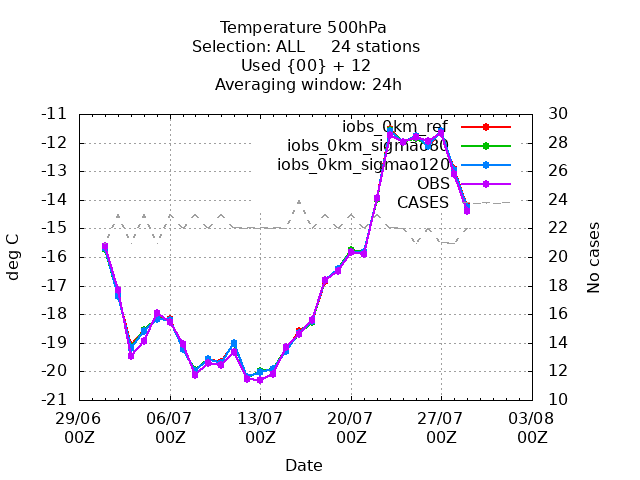 Temperature 500hPa
Selection: ALL 24 stations
Used {00} + 12
Averaging window: 24h
-11
-12
-13
-14
-15
-16
-17
-18
-19
-20
-21
30
28
26
24
22
20
18
16
14
12
10
iobs_0km_ref
iobs_0km_sigmao80
iobs_0km_sigmao120
OBS
CASES
deg C
No cases
29/06 06/07 13/07 20/07 27/07 03/08
00Z 00Z 00Z 00Z 00Z 00Z
Date